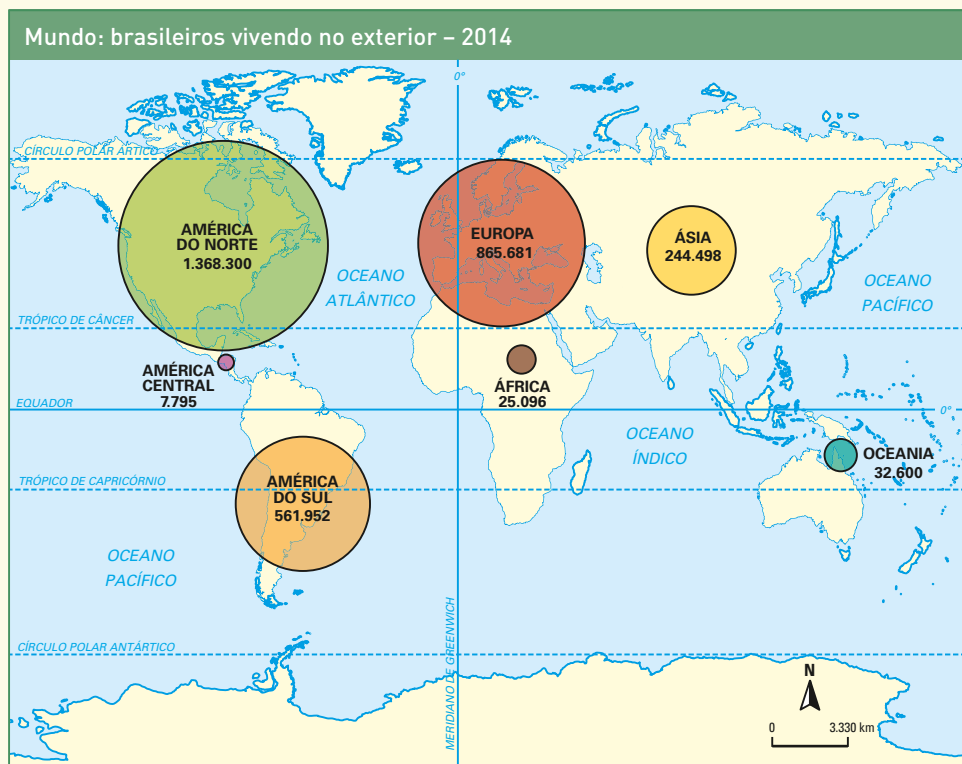 Mundo: brasileiros vivendo no exterior – 2014
0°
CÍRCULO POLAR ÁRTICO
AMÉRICA
DO NORTE
1.368.300
EUROPA
865.681
ÁSIA
244.498
OCEANO
ATLÂNTICO
OCEANO
PACÍFICO
TRÓPICO DE CÂNCER
AMÉRICA
CENTRAL
7.795
ÁFRICA
25.096
EQUADOR
0°
OCEANO
ÍNDICO
OCEANIA
32.600
TRÓPICO DE CAPRICÓRNIO
AMÉRICA
DO SUL
561.952
OCEANO
PACÍFICO
MERIDIANO DE GREENWICH
CÍRCULO POLAR ANTÁRTICO
N
0 3.330 km